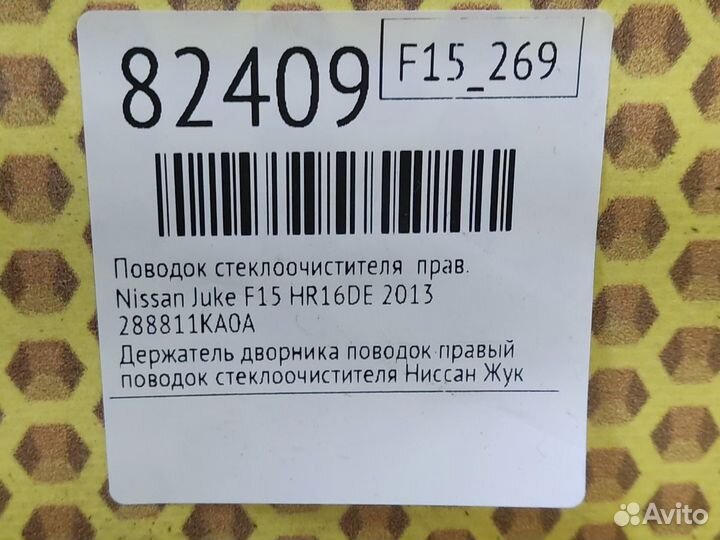 82409
F15_269
Поводок стеклоочистителя прав.
Nissan Juke F15 HR16DE 2013
288811KA0A
Держатель дворника поводок правый
поводок стеклоочистителя Ниссан Жук
Avito